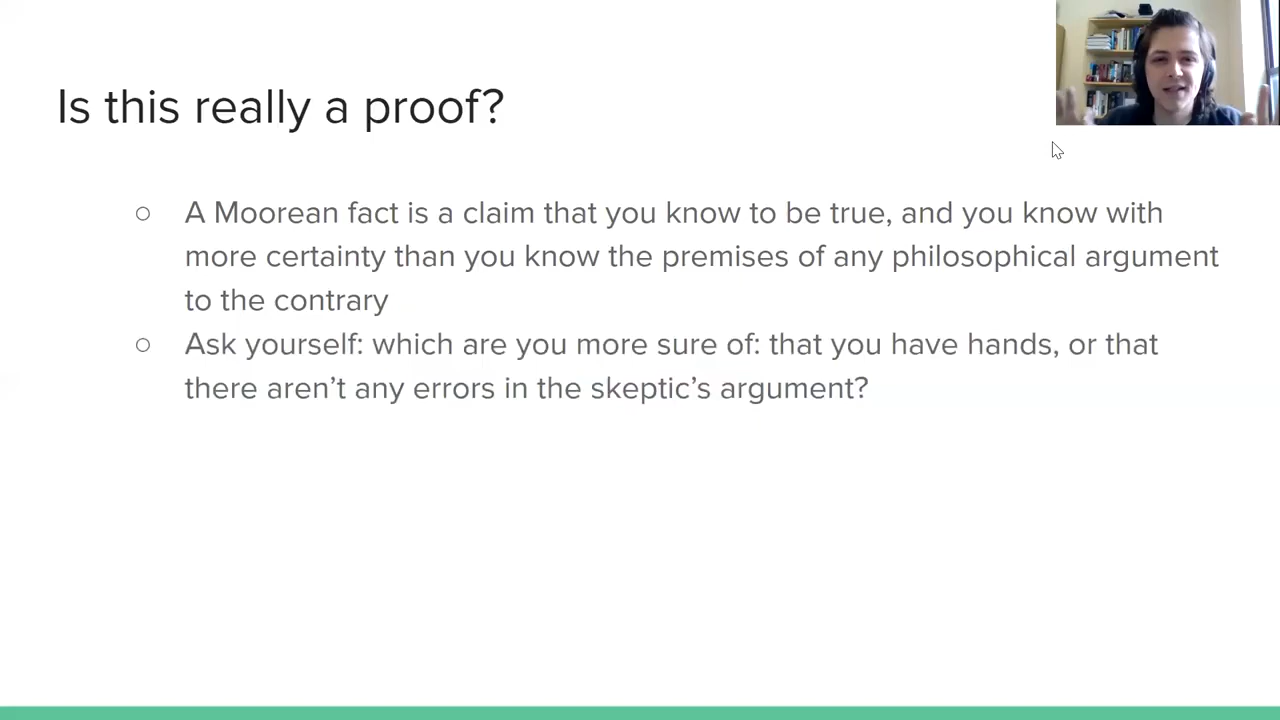 Is this really a proof?
○ A Moorean fact is a claim that you know to be true, and you know with
more certainty than you know the premises of any philosophical argument
to the contrary
○ Ask yourself: which are you more sure of: that you have hands, or that
there aren’t any errors in the skeptic’s argument?